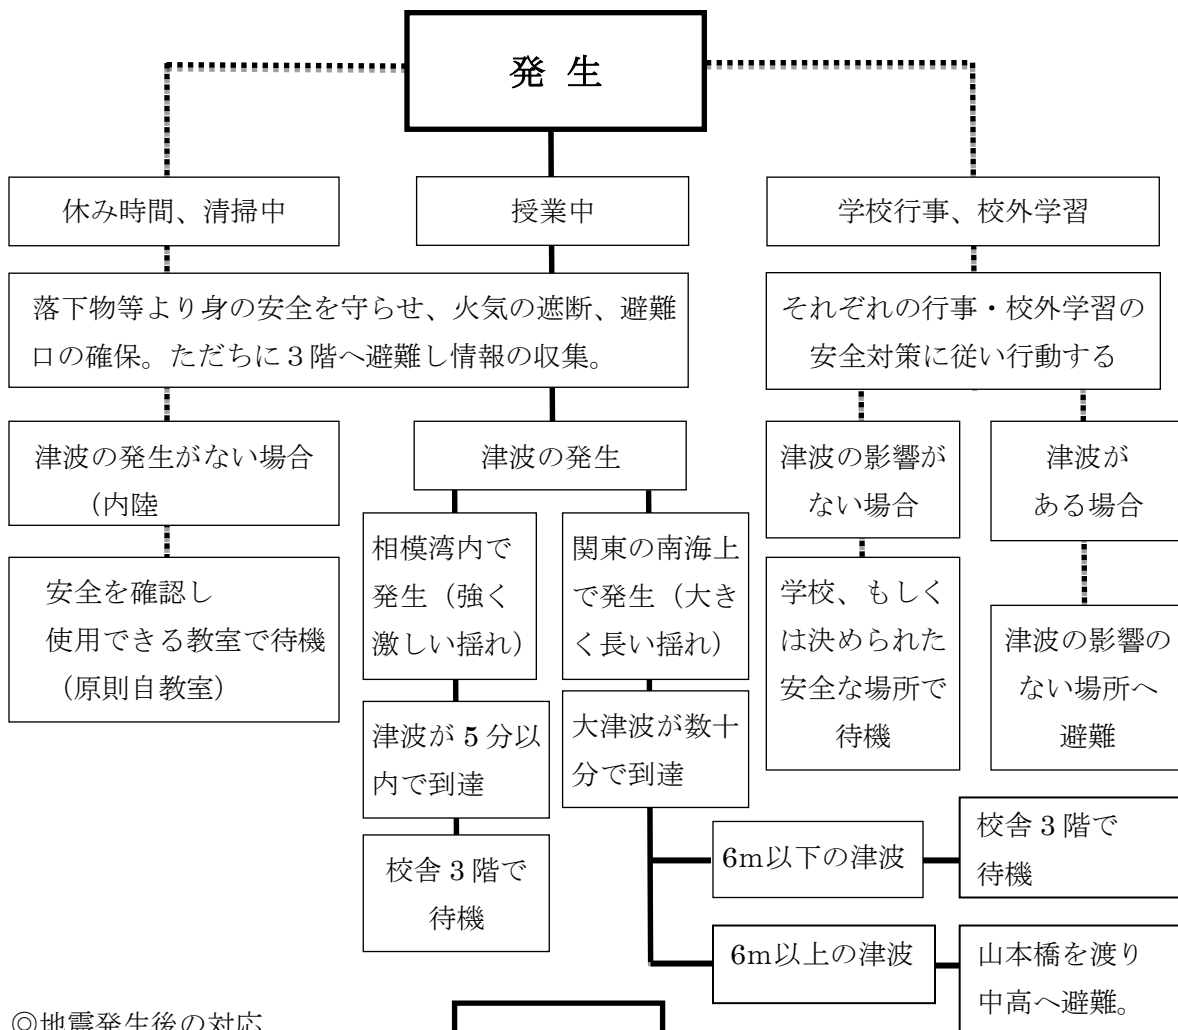 発 生
休み時間、清掃中
授業中
学校行事、校外学習
落下物等より身の安全を守らせ、火気の遮断、避難
口の確保。ただちに３階へ避難し情報の収集。
それぞれの行事・校外学習の
安全対策に従い行動する
津波の発生がない場合
（内陸
津波の発生
津波の影響が
ない場合
津波が
ある場合
安全を確認し
使用できる教室で待機
（原則自教室）
相模湾内で
発生（強く
激しい揺れ）
関東の南海上
で発生（大き
く長い揺れ）
学校、もしく
は決められた
安全な場所で
待機
津波の影響の
ない場所へ
避難
津波が 5 分以
内で到達
大津波が数十
分で到達
校舎 3 階で
待機
6m以下の津波
校舎 3 階で
待機
6m以上の津波
山本橋を渡り
中高へ避難。
◎地震発生後の対応